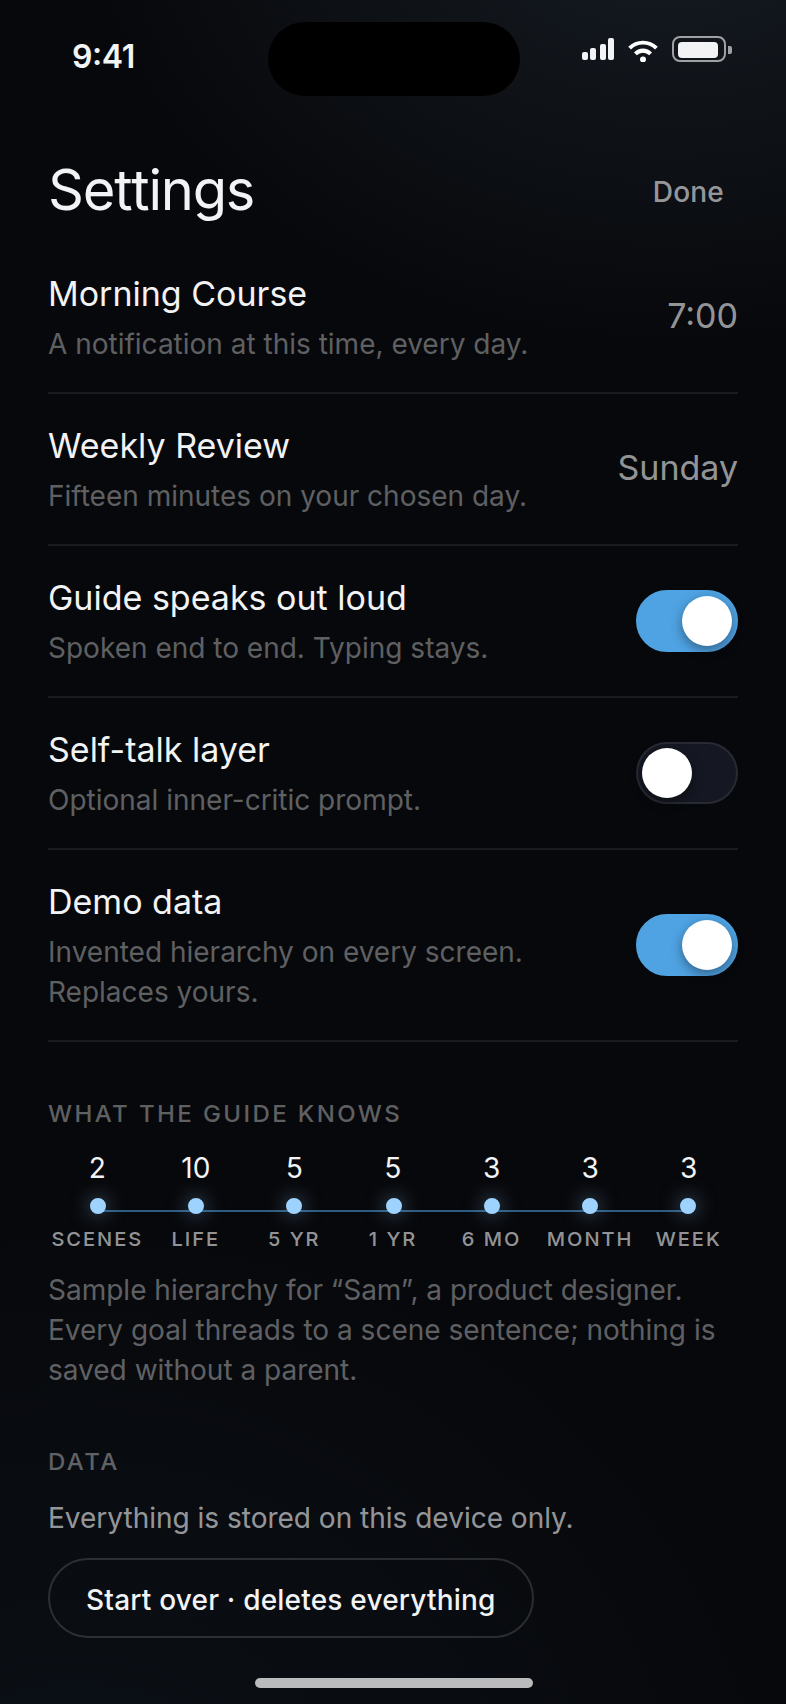 9:41
Settings
Done
Morning Course
A notification at this time, every day.
7:00
Weekly Review
Fifteen minutes on your chosen day.
Sunday
Guide speaks out loud
Spoken end to end. Typing stays.
Self-talk layer
Optional inner-critic prompt.
Demo data
Invented hierarchy on every screen.
Replaces yours.
WHAT THE GUIDE KNOWS
2 10 5 5 3 3 3
SCENES LIFE 5 YR 1 YR 6 MO MONTH WEEK
Sample hierarchy for “Sam”, a product designer.
Every goal threads to a scene sentence; nothing is
saved without a parent.
DATA
Everything is stored on this device only.
Start over · deletes everything